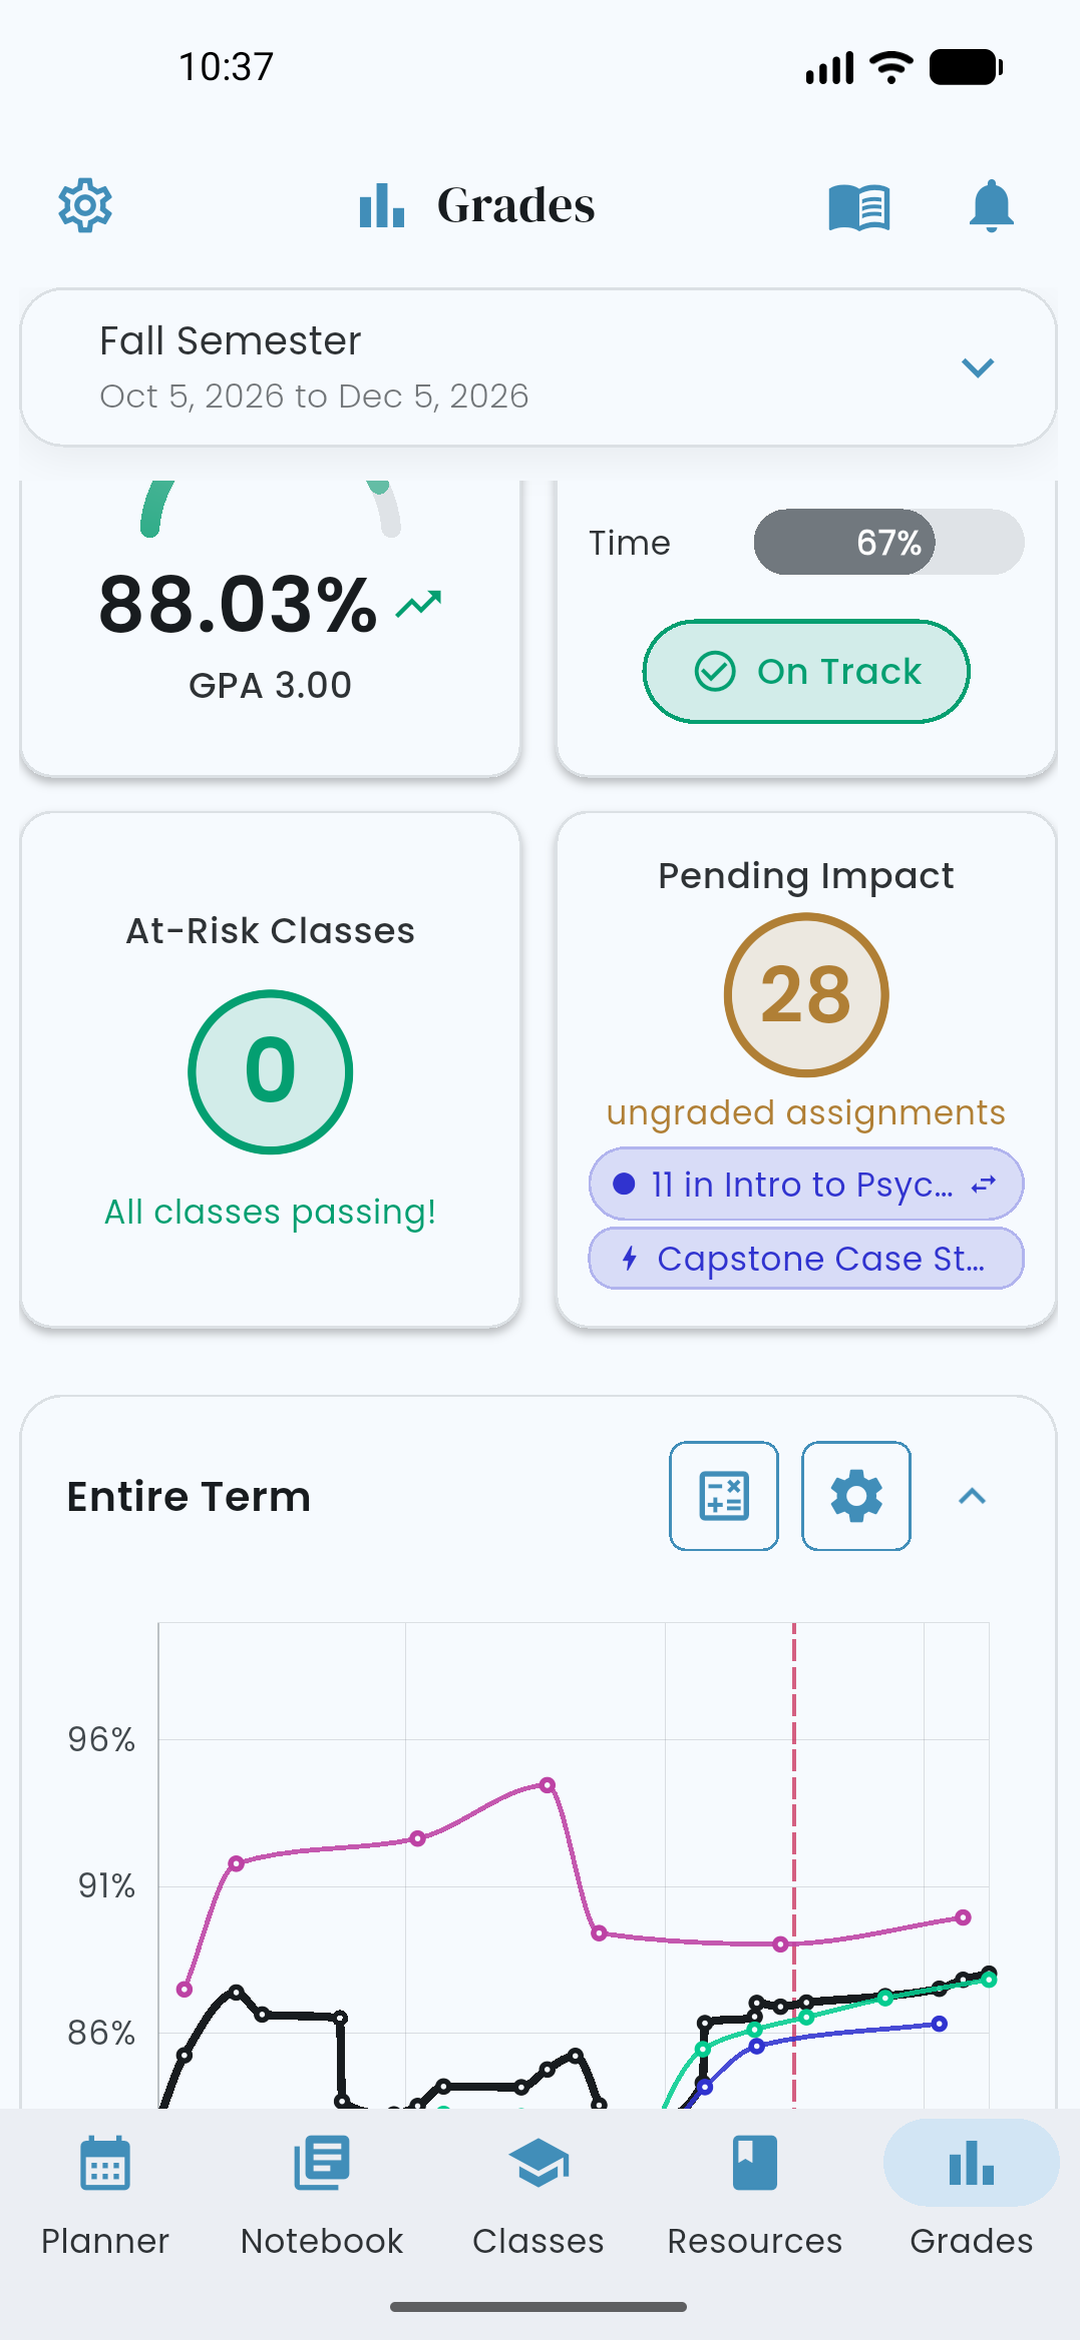 10:37
Grades
Fall Semester
Oct 5, 2026 to Dec 5, 2026
88.03%
GPA 3.00
Time
67%
On Track
At-Risk Classes
0
All classes passing!
Pending Impact
28
ungraded assignments
11 in Intro to Psyc...
Capstone Case St...
Entire Term
96%
91%
86%
Planner
Notebook
Classes
Resources
Grades